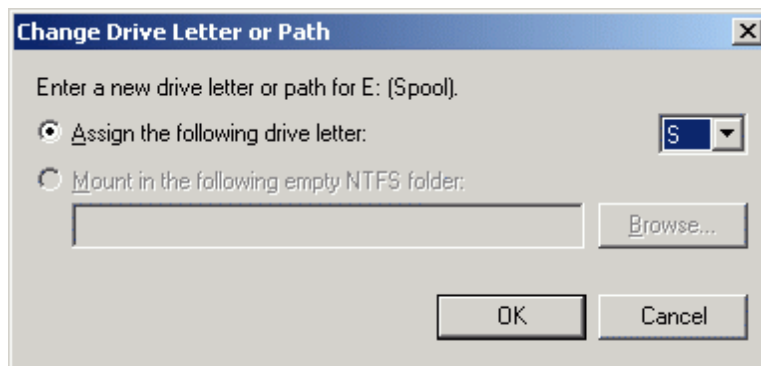 Change Drive Letter or Path
Enter a new drive letter or path for E: (Spool).
Assign the following drive letter: S
Mount in the following empty NTFS folder:
Browse...
OK Cancel